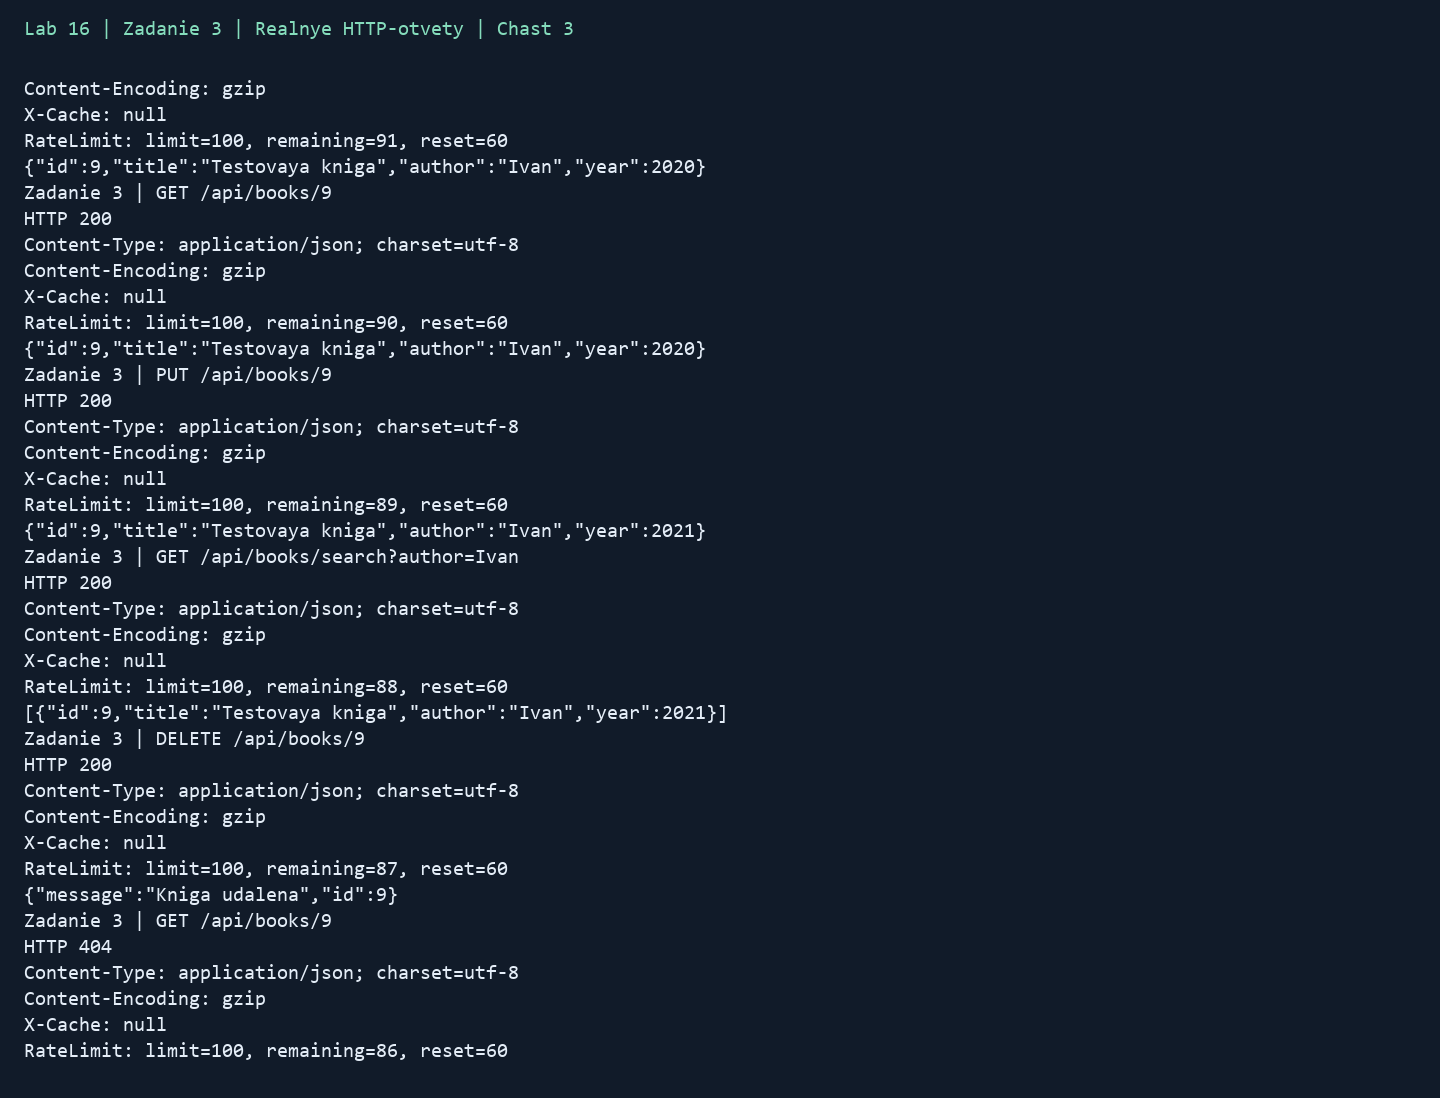 Lab 16 | Zadanie 3 | Realnye HTTP-otvety | Chast 3
Content-Encoding: gzip
X-Cache: null
RateLimit: limit=100, remaining=91, reset=60
{"id":9,"title":"Testovaya kniga","author":"Ivan","year":2020}
Zadanie 3 | GET /api/books/9
HTTP 200
Content-Type: application/json; charset=utf-8
Content-Encoding: gzip
X-Cache: null
RateLimit: limit=100, remaining=90, reset=60
{"id":9,"title":"Testovaya kniga","author":"Ivan","year":2020}
Zadanie 3 | PUT /api/books/9
HTTP 200
Content-Type: application/json; charset=utf-8
Content-Encoding: gzip
X-Cache: null
RateLimit: limit=100, remaining=89, reset=60
{"id":9,"title":"Testovaya kniga","author":"Ivan","year":2021}
Zadanie 3 | GET /api/books/search?author=Ivan
HTTP 200
Content-Type: application/json; charset=utf-8
Content-Encoding: gzip
X-Cache: null
RateLimit: limit=100, remaining=88, reset=60
[{"id":9,"title":"Testovaya kniga","author":"Ivan","year":2021}]
Zadanie 3 | DELETE /api/books/9
HTTP 200
Content-Type: application/json; charset=utf-8
Content-Encoding: gzip
X-Cache: null
RateLimit: limit=100, remaining=87, reset=60
{"message":"Kniga udalena","id":9}
Zadanie 3 | GET /api/books/9
HTTP 404
Content-Type: application/json; charset=utf-8
Content-Encoding: gzip
X-Cache: null
RateLimit: limit=100, remaining=86, reset=60